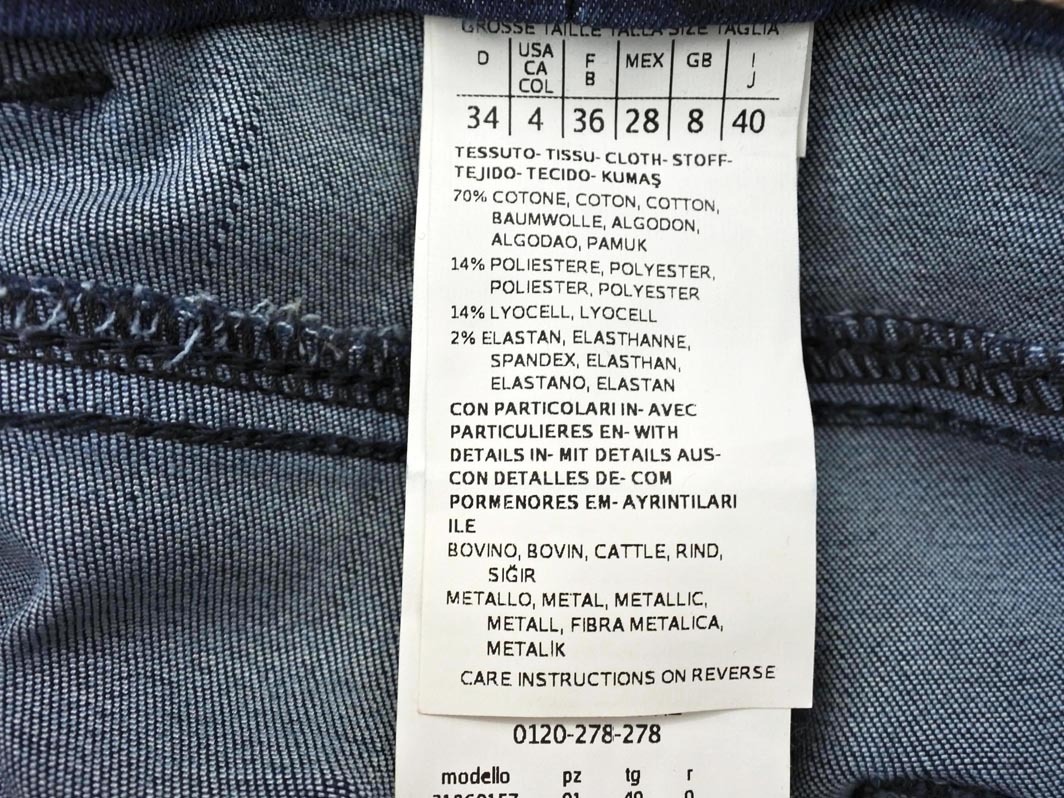 GROSSE TAILLE TALLA SIZE TAGLIA
D USA F MEX GB I
CA B J
COL
34 4 36 28 8 40
TESSUTO- TISSU- CLOTH- STOFF-
TEJIDO- TECIDO- KUMAŞ
70% COTONE, COTON, COTTON,
BAUMWOLLE, ALGODON,
ALGODAO, PAMUK
14% POLIESTERE, POLYESTER,
POLIESTER, POLYESTER
14% LYOCELL, LYOCELL
2% ELASTAN, ELASTHANNE,
SPANDEX, ELASTHAN,
ELASTANO, ELASTAN
CON PARTICOLARI IN- AVEC
PARTICULIERES EN- WITH
DETAILS IN- MIT DETAILS AUS-
CON DETALLES DE- COM
PORMENORES EM- AYRINTILARI
ILE
BOVINO, BOVIN, CATTLE, RIND,
SIĞIR
METALLO, METAL, METALLIC,
METALL, FIBRA METALICA,
METALIK
CARE INSTRUCTIONS ON REVERSE
0120-278-278
modello pz tg r